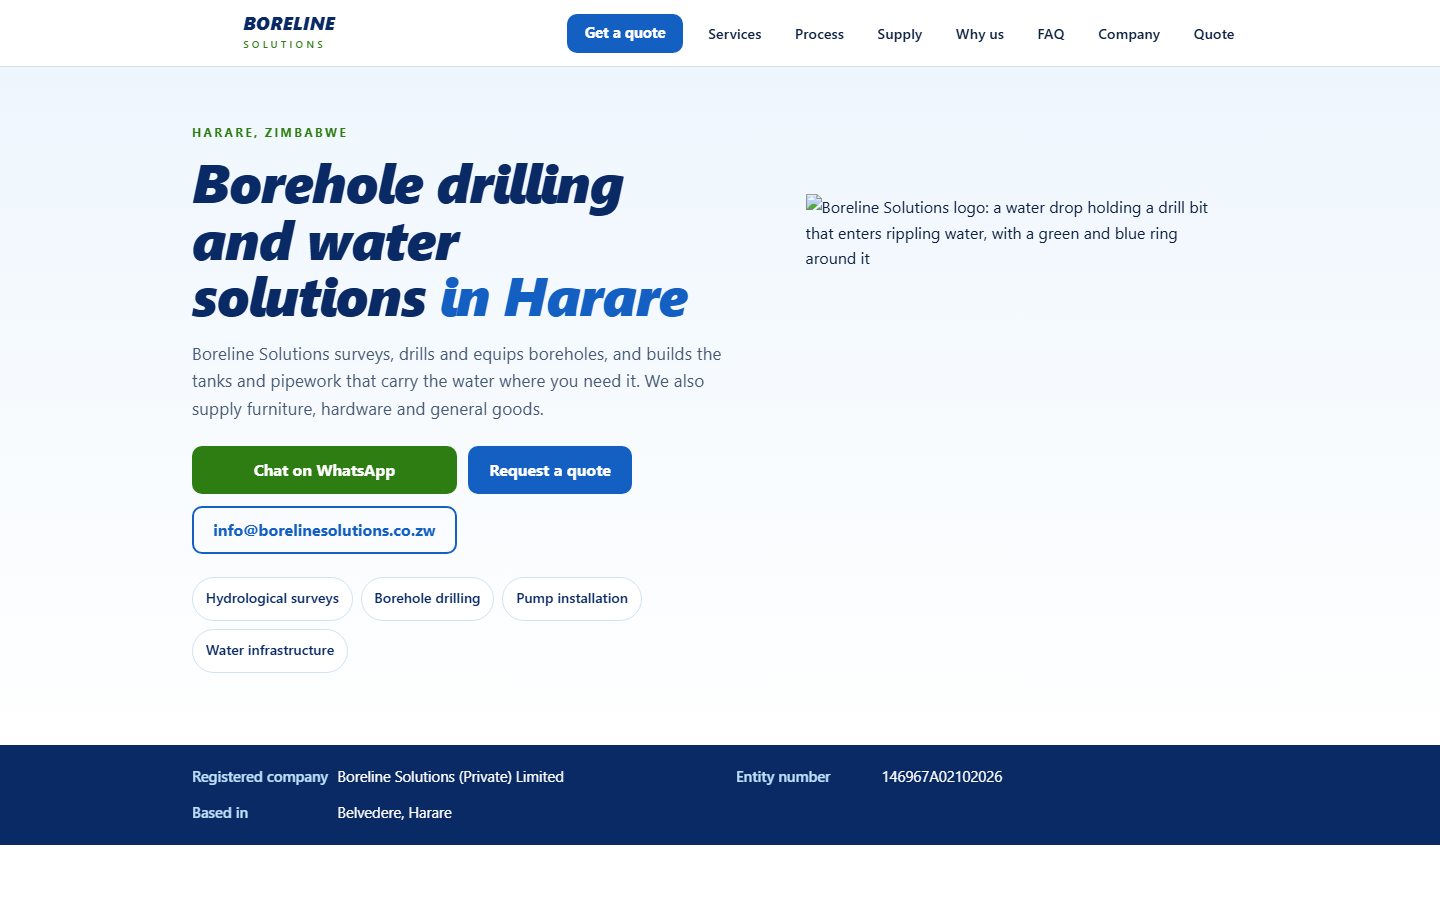 BORELINE
SOLUTIONS
Get a quote
Services
Process
Supply
Why us
FAQ
Company
Quote
HARARE, ZIMBABWE
Borehole drilling
and water
solutions in Harare
Boreline Solutions surveys, drills and equips boreholes, and builds the
tanks and pipework that carry the water where you need it. We also
supply furniture, hardware and general goods.
Chat on WhatsApp
Request a quote
info@borelinesolutions.co.zw
Hydrological surveys
Borehole drilling
Pump installation
Water infrastructure
Boreline Solutions logo: a water drop holding a drill bit
that enters rippling water, with a green and blue ring
around it
Registered company Boreline Solutions (Private) Limited
Entity number 146967A02102026
Based in Belvedere, Harare